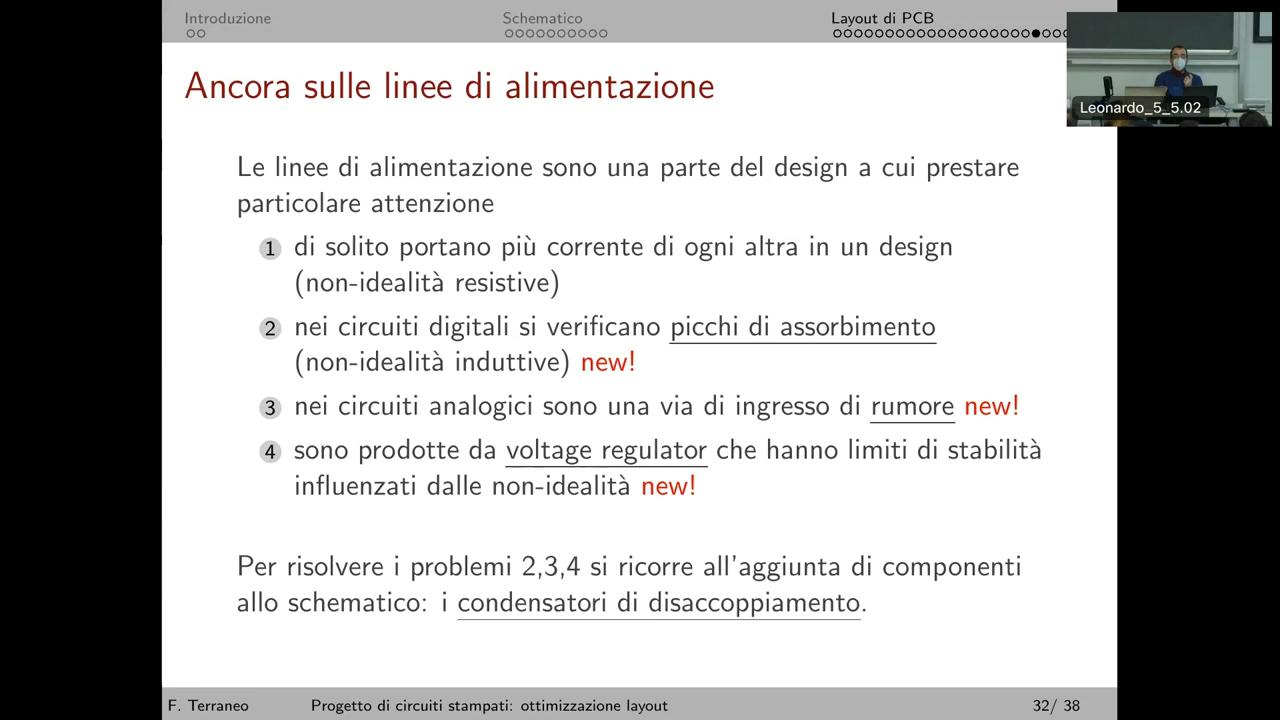 Introduzione
Schematico
Layout di PCB
Leonardo_5_5.02
Ancora sulle linee di alimentazione
Le linee di alimentazione sono una parte del design a cui prestare
particolare attenzione
1 di solito portano più corrente di ogni altra in un design
(non-idealità resistive)
2 nei circuiti digitali si verificano picchi di assorbimento
(non-idealità induttive) new!
3 nei circuiti analogici sono una via di ingresso di rumore new!
4 sono prodotte da voltage regulator che hanno limiti di stabilità
influenzati dalle non-idealità new!
Per risolvere i problemi 2,3,4 si ricorre all'aggiunta di componenti
allo schematico: i condensatori di disaccoppiamento.
F. Terraneo Progetto di circuiti stampati: ottimizzazione layout 32/ 38